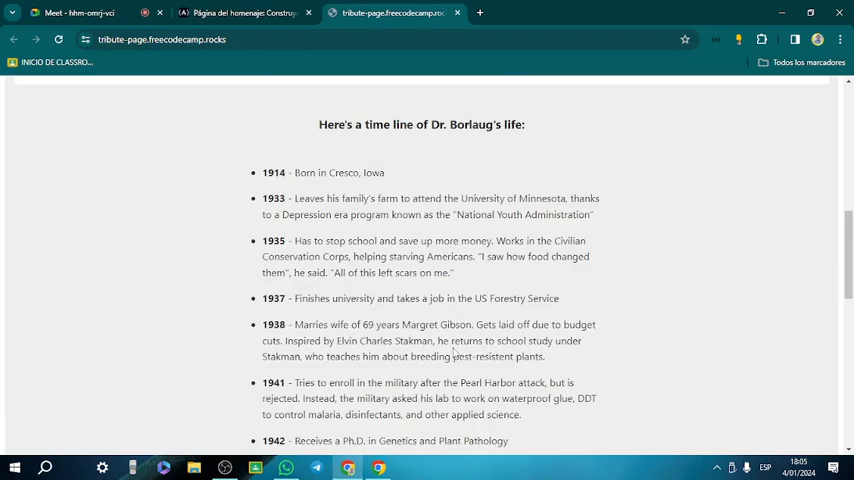 Meet - hhm-omrj-vci
Página del homenaje: Construy
tribute-page.freecodecamp.roc
tribute-page.freecodecamp.rocks
INICIO DE CLASSRO...
Todos los marcadores
Here's a time line of Dr. Borlaug's life:
1914 - Born in Cresco, Iowa
1933 - Leaves his family's farm to attend the University of Minnesota, thanks
to a Depression era program known as the "National Youth Administration"
1935 - Has to stop school and save up more money. Works in the Civilian
Conservation Corps, helping starving Americans. "I saw how food changed
them", he said. "All of this left scars on me."
1937 - Finishes university and takes a job in the US Forestry Service
1938 - Marries wife of 69 years Margret Gibson. Gets laid off due to budget
cuts. Inspired by Elvin Charles Stakman, he returns to school study under
Stakman, who teaches him about breeding pest-resistent plants.
1941 - Tries to enroll in the military after the Pearl Harbor attack, but is
rejected. Instead, the military asked his lab to work on waterproof glue, DDT
to control malaria, disinfectants, and other applied science.
1942 - Receives a Ph.D. in Genetics and Plant Pathology
ESP
18:05
4/01/2024